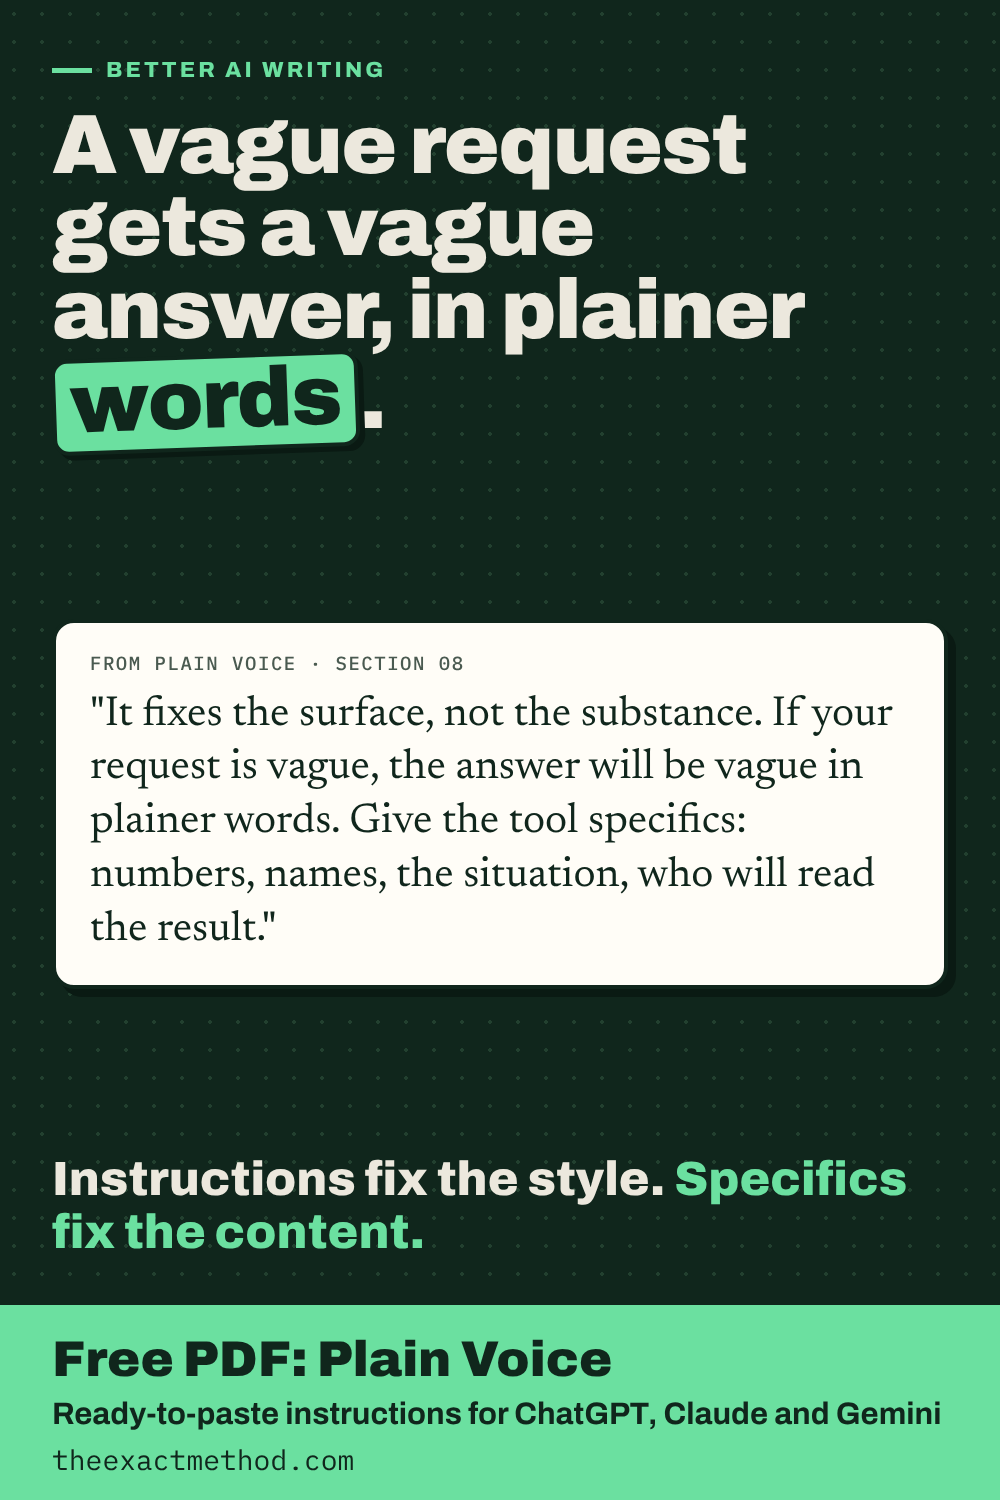 BETTER AI WRITING
A vague request
gets a vague
answer, in plainer
words.
FROM PLAIN VOICE · SECTION 08
"It fixes the surface, not the substance. If your
request is vague, the answer will be vague in
plainer words. Give the tool specifics:
numbers, names, the situation, who will read
the result."
Instructions fix the style. Specifics
fix the content.
Free PDF: Plain Voice
Ready-to-paste instructions for ChatGPT, Claude and Gemini
theexactmethod.com